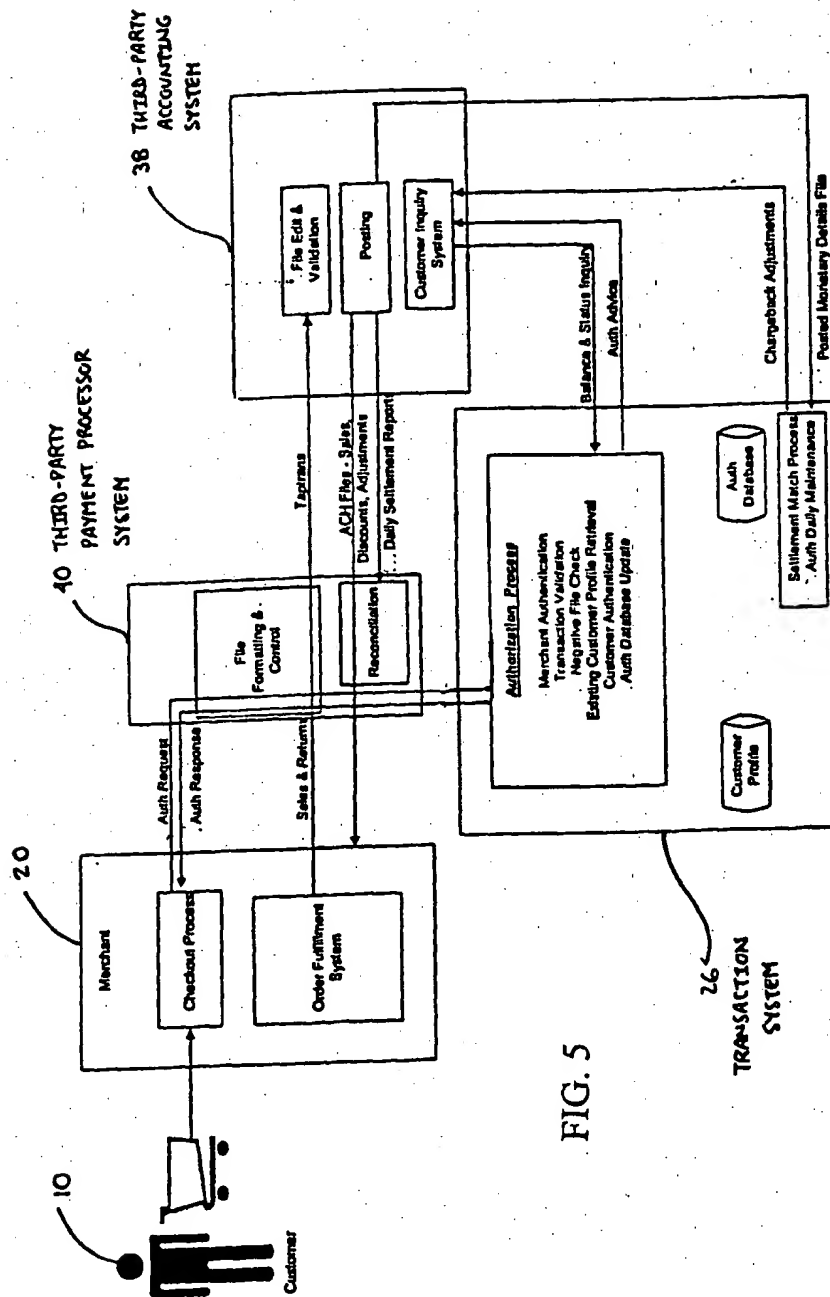 10
Customer
20
Merchant
Checkout Process
Order Fulfillment
System
Auth Request
Auth Response
Sales & Returns
40 THIRD-PARTY
PAYMENT PROCESSOR
SYSTEM
File
Formatting &
Control
Reconciliation
Taptrans
ACH Files - Sales,
Discounts, Adjustments
Daily Settlement Reports
38 THIRD-PARTY
ACCOUNTING
SYSTEM
File Edit &
Validation
Posting
Customer Inquiry
System
Balance & Status Inquiry
Auth Advice
Chargeback Adjustments
Posted Monetary Details File
Authorization Process
Merchant Authentication
Transaction Validation
Negative File Check
Existing Customer Profile Retrieval
Customer Authentication
Auth Database Update
Customer
Profile
Auth
Database
Settlement Match Process
Auth Daily Maintenance
26
TRANSACTION
SYSTEM
FIG. 5